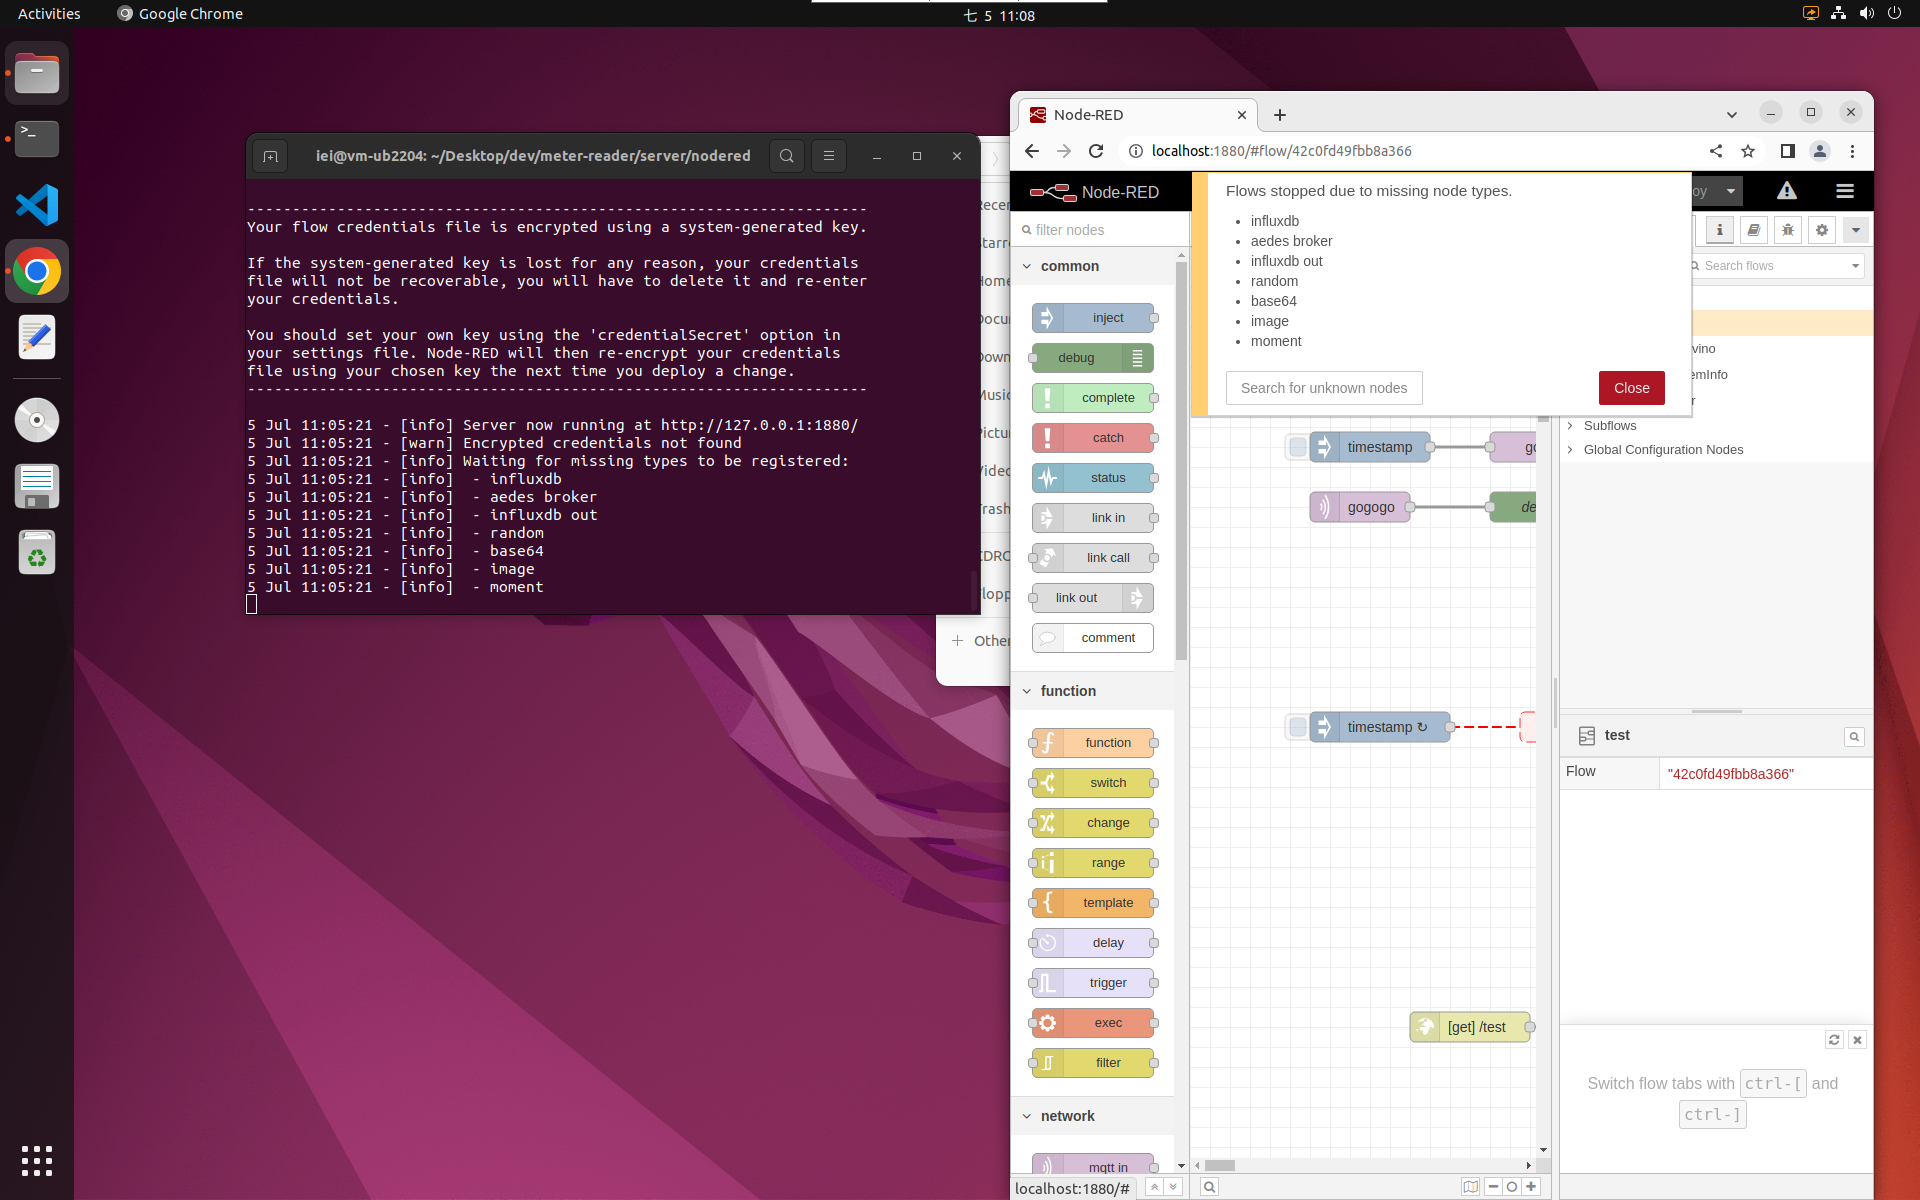 Activities
Google Chrome
七 5 11:08
iei@vm-ub2204: ~/Desktop/dev/meter-reader/server/nodered
---------------------------------------------------------------------
Your flow credentials file is encrypted using a system-generated key.
If the system-generated key is lost for any reason, your credentials
file will not be recoverable, you will have to delete it and re-enter
your credentials.
You should set your own key using the 'credentialSecret' option in
your settings file. Node-RED will then re-encrypt your credentials
file using your chosen key the next time you deploy a change.
---------------------------------------------------------------------
5 Jul 11:05:21 - [info] Server now running at http://127.0.0.1:1880/
5 Jul 11:05:21 - [warn] Encrypted credentials not found
5 Jul 11:05:21 - [info] Waiting for missing types to be registered:
5 Jul 11:05:21 - [info]  - influxdb
5 Jul 11:05:21 - [info]  - aedes broker
5 Jul 11:05:21 - [info]  - influxdb out
5 Jul 11:05:21 - [info]  - random
5 Jul 11:05:21 - [info]  - base64
5 Jul 11:05:21 - [info]  - image
5 Jul 11:05:21 - [info]  - moment
Other
Node-RED
localhost:1880/#flow/42c0fd49fbb8a366
Node-RED
filter nodes
common
inject
debug
complete
catch
status
link in
link call
link out
comment
function
function
switch
change
range
template
delay
trigger
exec
filter
network
mqtt in
localhost:1880/#
Flows stopped due to missing node types.
• influxdb
• aedes broker
• influxdb out
• random
• base64
• image
• moment
Search for unknown nodes
Close
timestamp
go
gogogo
de
timestamp ↻
[get] /test
oy
Search flows
vino
emInfo
r
Subflows
Global Configuration Nodes
test
Flow
"42c0fd49fbb8a366"
Switch flow tabs with ctrl-[ and
ctrl-]